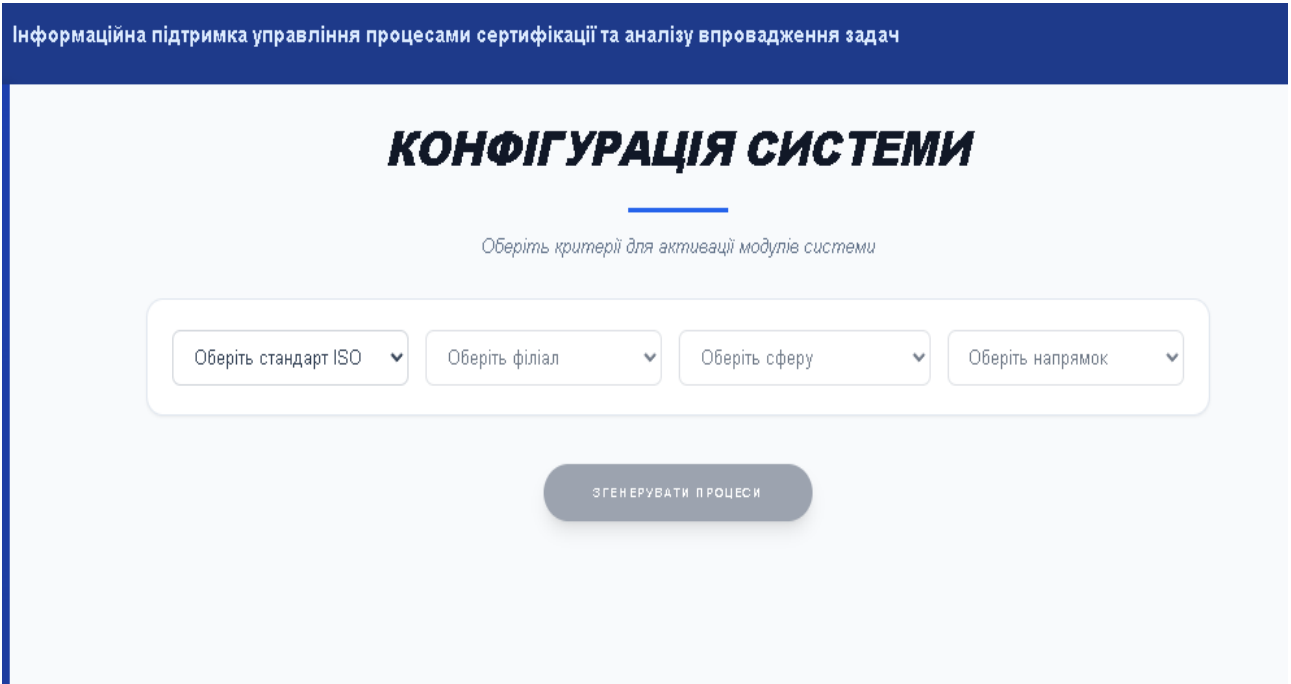 Інформаційна підтримка управління процесами сертифікації та аналізу впровадження задач
КОНФІГУРАЦІЯ СИСТЕМИ
Оберіть критерії для активації модулів системи
Оберіть стандарт ISO
Оберіть філіал
Оберіть сферу
Оберіть напрямок
ЗГЕНЕРУВАТИ ПРОЦЕСИ